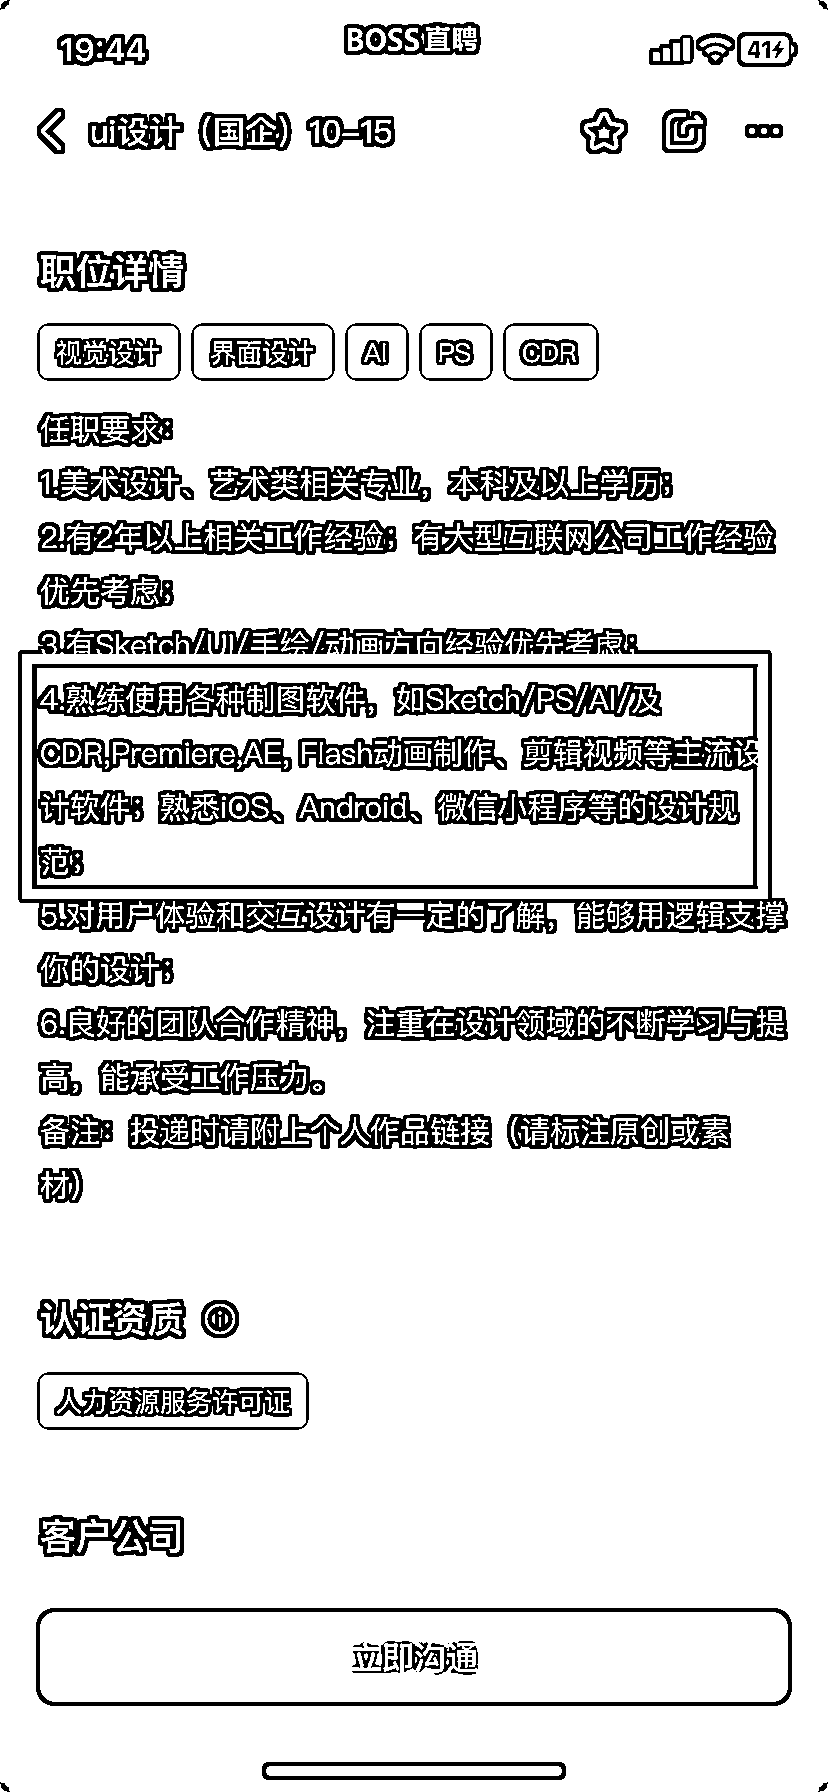 19:44
BOSS直聘
41
ui设计（国企）10-15
职位详情
视觉设计 界面设计 AI PS CDR
任职要求：
1.美术设计、艺术类相关专业，本科及以上学历；
2.有2年以上相关工作经验；有大型互联网公司工作经验
优先考虑；
3.有Sketch/UI/手绘/动画方向经验优先考虑；
4.熟练使用各种制图软件，如Sketch/PS/AI/及
CDR,Premiere,AE, Flash动画制作、剪辑视频等主流设
计软件；熟悉iOS、Android、微信小程序等的设计规
范；
5.对用户体验和交互设计有一定的了解，能够用逻辑支撑
你的设计；
6.良好的团队合作精神，注重在设计领域的不断学习与提
高，能承受工作压力。
备注：投递时请附上个人作品链接（请标注原创或素
材）
认证资质
人力资源服务许可证
客户公司
立即沟通